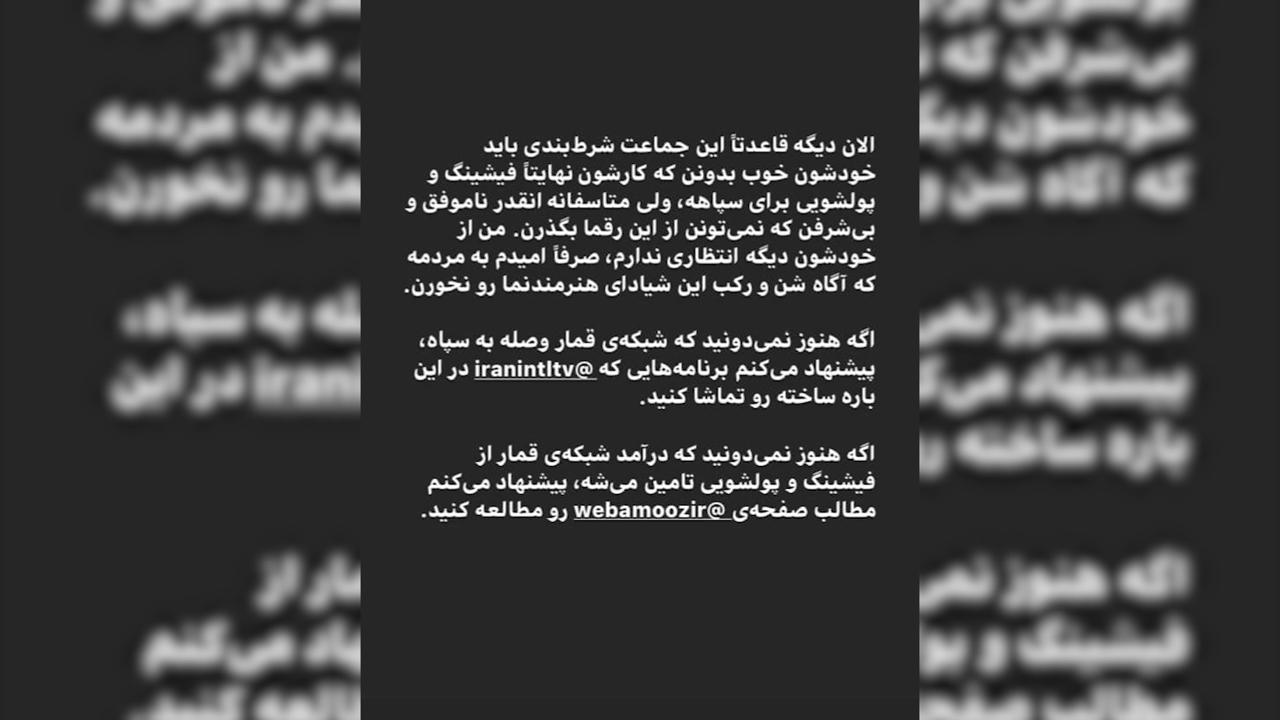 الان دیگه قاعدتاً این جماعت شرط‌بندی باید
خودشون خوب بدونن که کارشون نهایتاً فیشینگ و
پولشویی برای سپاهه، ولی متاسفانه انقدر ناموفق و
بی‌شرفن که نمی‌تونن از این رقما بگذرن. من از
خودشون دیگه انتظاری ندارم، صرفاً امیدم به مردمه
که آگاه شن و رکب این شیادای هنرمندنما رو نخورن.
اگه هنوز نمی‌دونید که شبکه‌ی قمار وصله به سپاه،
پیشنهاد می‌کنم برنامه‌هایی که @iranintltv در این
باره ساخته رو تماشا کنید.
اگه هنوز نمی‌دونید که درآمد شبکه‌ی قمار از
فیشینگ و پولشویی تامین می‌شه، پیشنهاد می‌کنم
مطالب صفحه‌ی @webamoozir رو مطالعه کنید.